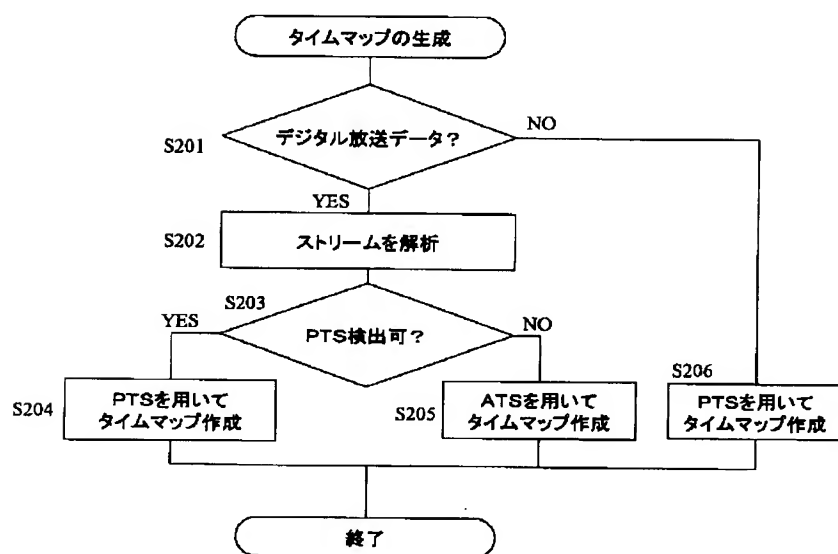 タイムマップの生成
デジタル放送データ？
NO
S201
YES
S202
ストリームを解析
S203
YES
PTS検出可？
NO
S206
S204
PTSを用いて
タイムマップ作成
S205
ATSを用いて
タイムマップ作成
PTSを用いて
タイムマップ作成
終了